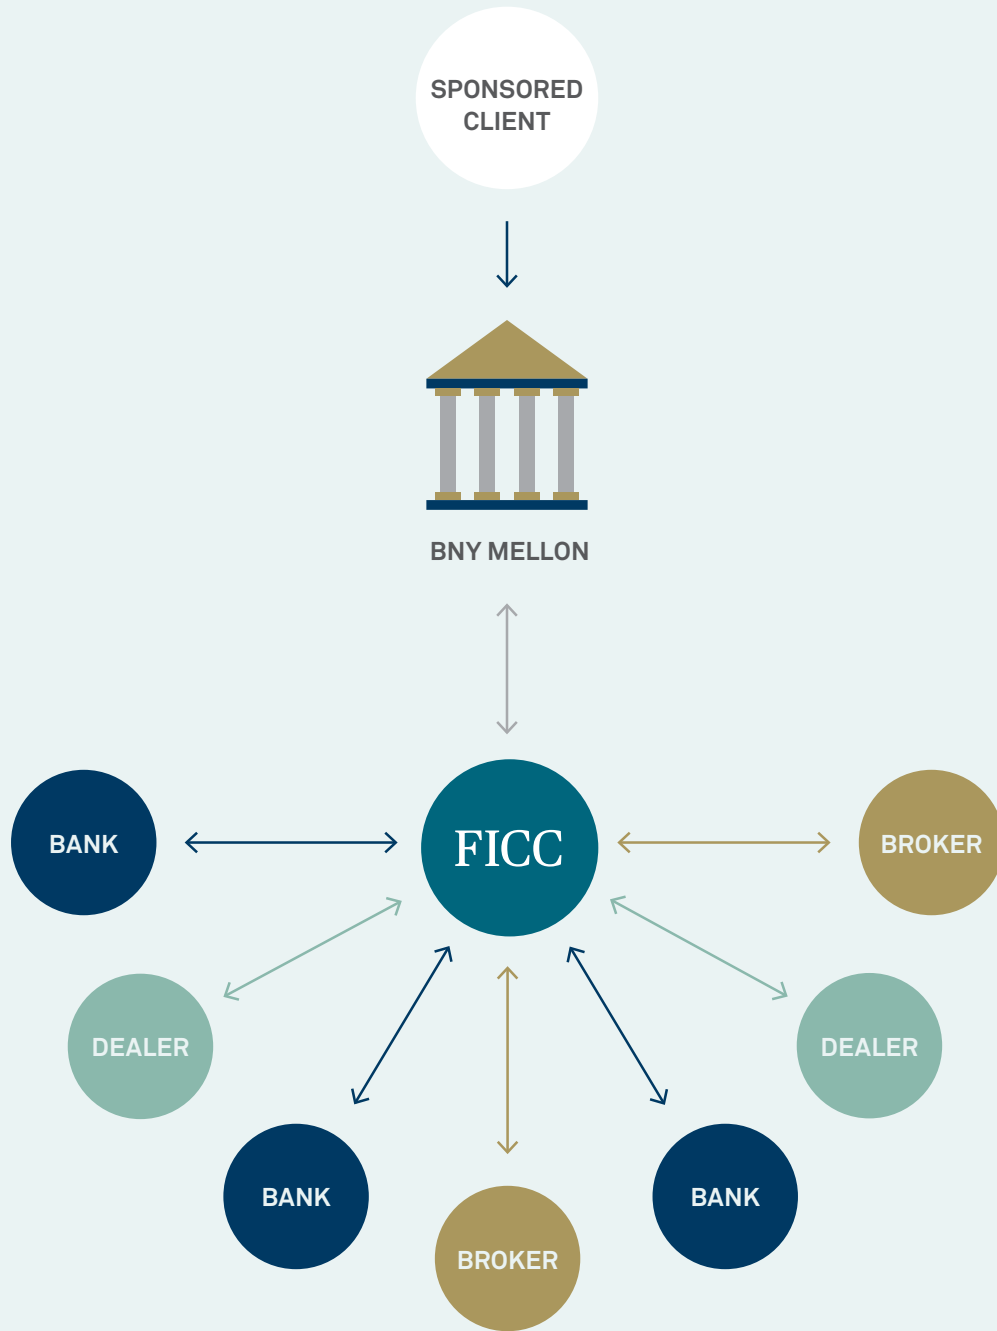 SPONSORED
CLIENT
BNY MELLON
FICC
BANK
BROKER
DEALER
DEALER
BANK
BANK
BROKER